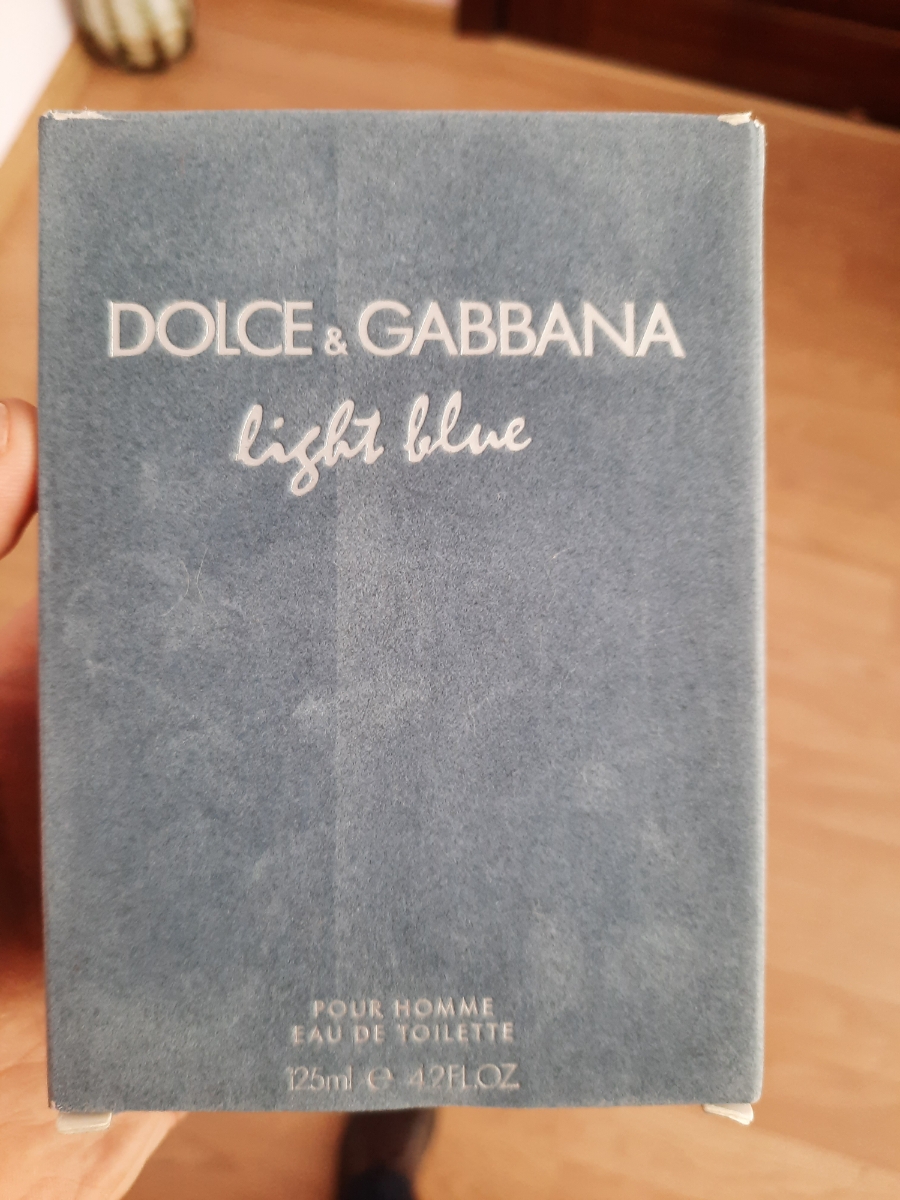 DOLCE & GABBANA
light blue
POUR HOMME
EAU DE TOILETTE
125ml ℮ 4.2FL.OZ